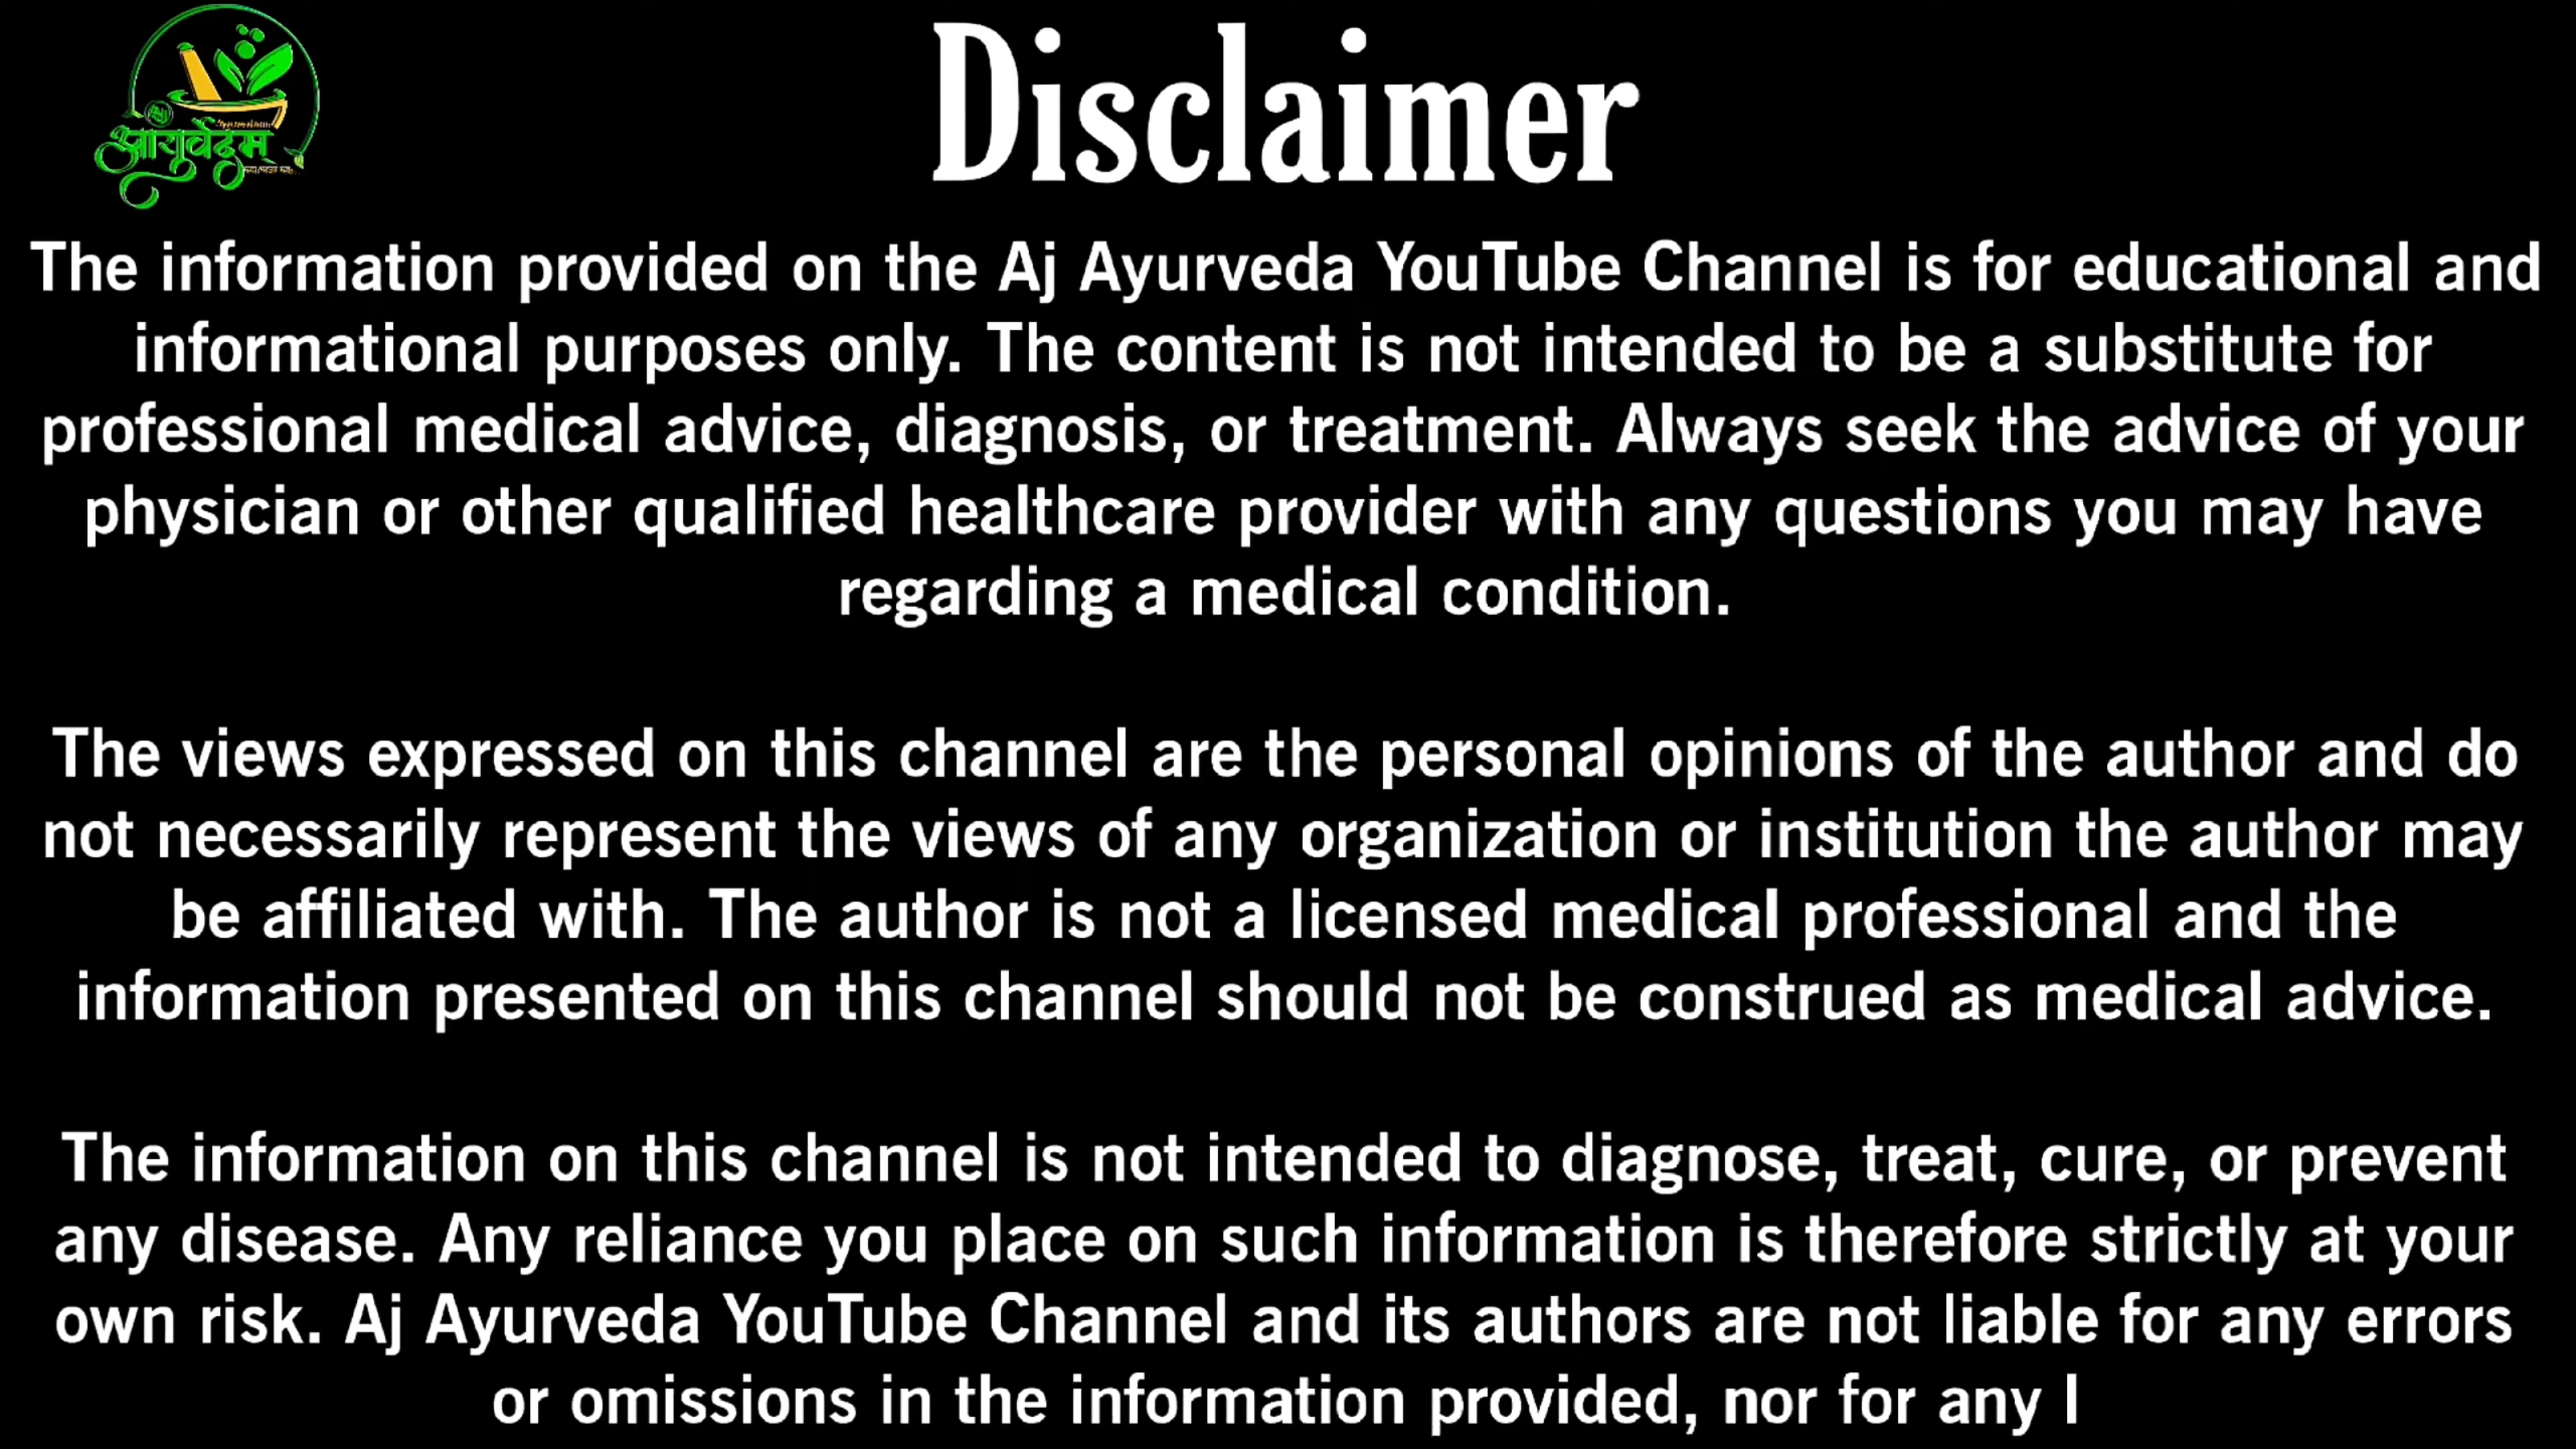 आयुर्वेदम्
Disclaimer
The information provided on the Aj Ayurveda YouTube Channel is for educational and
informational purposes only. The content is not intended to be a substitute for
professional medical advice, diagnosis, or treatment. Always seek the advice of your
physician or other qualified healthcare provider with any questions you may have
regarding a medical condition.
The views expressed on this channel are the personal opinions of the author and do
not necessarily represent the views of any organization or institution the author may
be affiliated with. The author is not a licensed medical professional and the
information presented on this channel should not be construed as medical advice.
The information on this channel is not intended to diagnose, treat, cure, or prevent
any disease. Any reliance you place on such information is therefore strictly at your
own risk. Aj Ayurveda YouTube Channel and its authors are not liable for any errors
or omissions in the information provided, nor for any l